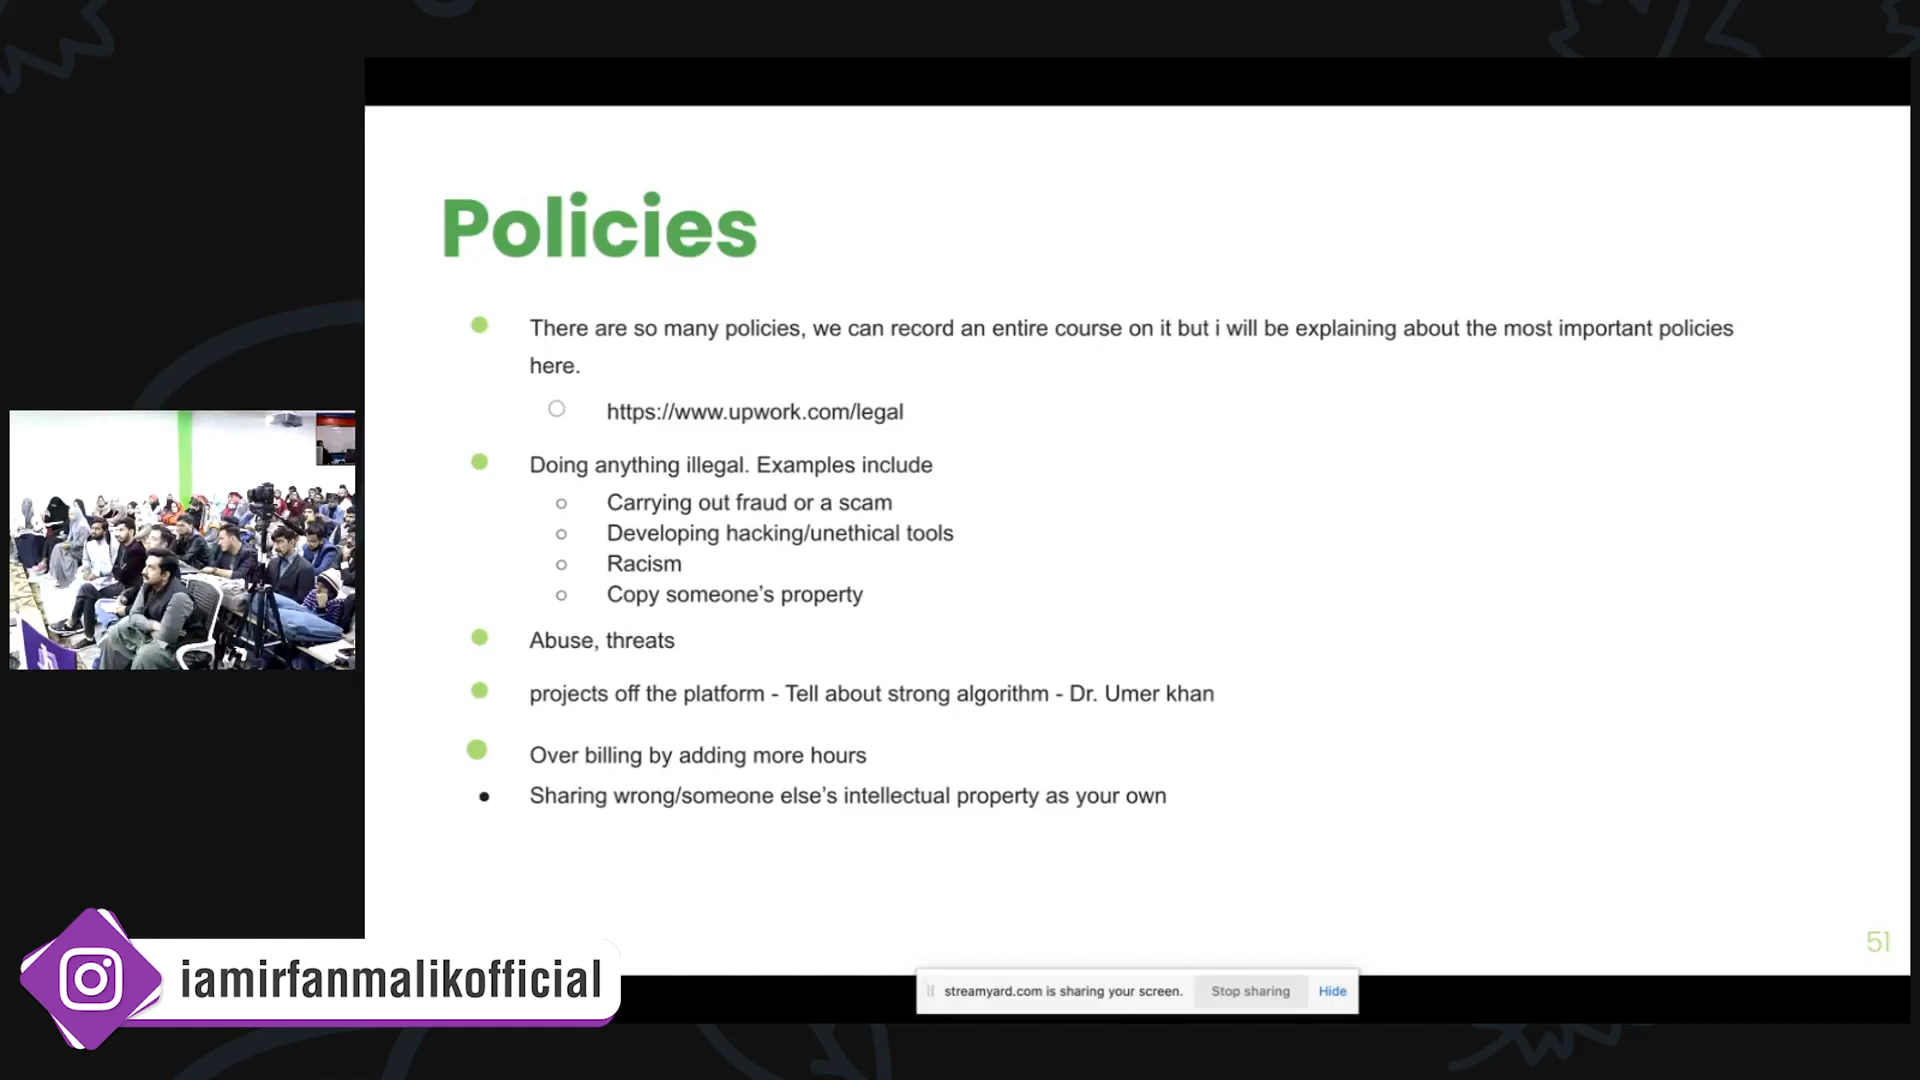 Policies
There are so many policies, we can record an entire course on it but i will be explaining about the most important policies
here.
https://www.upwork.com/legal
Doing anything illegal. Examples include
Carrying out fraud or a scam
Developing hacking/unethical tools
Racism
Copy someone’s property
Abuse, threats
projects off the platform - Tell about strong algorithm - Dr. Umer khan
Over billing by adding more hours
Sharing wrong/someone else’s intellectual property as your own
51
iamirfanmalikofficial
streamyard.com is sharing your screen. Stop sharing Hide